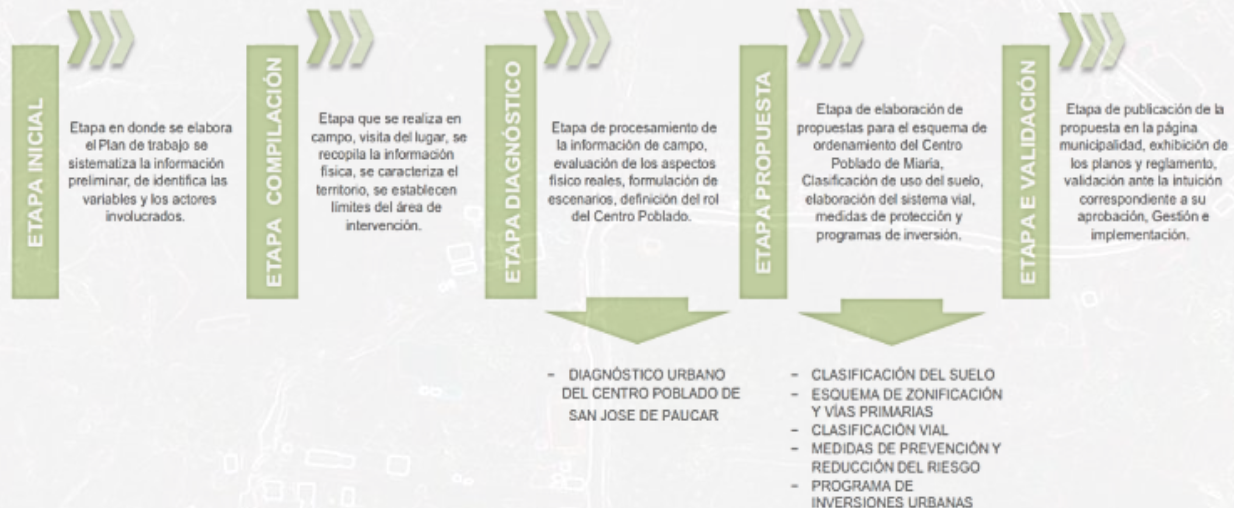 ETAPA INICIAL
Etapa en donde se elabora
el Plan de trabajo se
sistematiza la información
preliminar, de identifica las
variables y los actores
involucrados.
ETAPA COMPILACIÓN
Etapa que se realiza en
campo, visita del lugar, se
recopila la información
física, se caracteriza el
territorio, se establecen
límites del área de
intervención.
ETAPA DIAGNÓSTICO
Etapa de procesamiento de
la información de campo,
evaluación de los aspectos
físico reales, formulación de
escenarios, definición del rol
del Centro Poblado.
- DIAGNÓSTICO URBANO
DEL CENTRO POBLADO DE
SAN JOSE DE PAUCAR
ETAPA PROPUESTA
Etapa de elaboración de
propuestas para el esquema de
ordenamiento del Centro
Poblado de Miaria,
Clasificación de uso del suelo,
elaboración del sistema vial,
medidas de protección y
programas de inversión.
- CLASIFICACIÓN DEL SUELO
- ESQUEMA DE ZONIFICACIÓN
Y VÍAS PRIMARIAS
- CLASIFICACIÓN VIAL
- MEDIDAS DE PREVENCIÓN Y
REDUCCIÓN DEL RIESGO
- PROGRAMA DE
INVERSIONES URBANAS
ETAPA E VALIDACIÓN
Etapa de publicación de la
propuesta en la página
municipalidad, exhibición de
los planos y reglamento,
validación ante la intuición
correspondiente a su
aprobación, Gestión e
implementación.